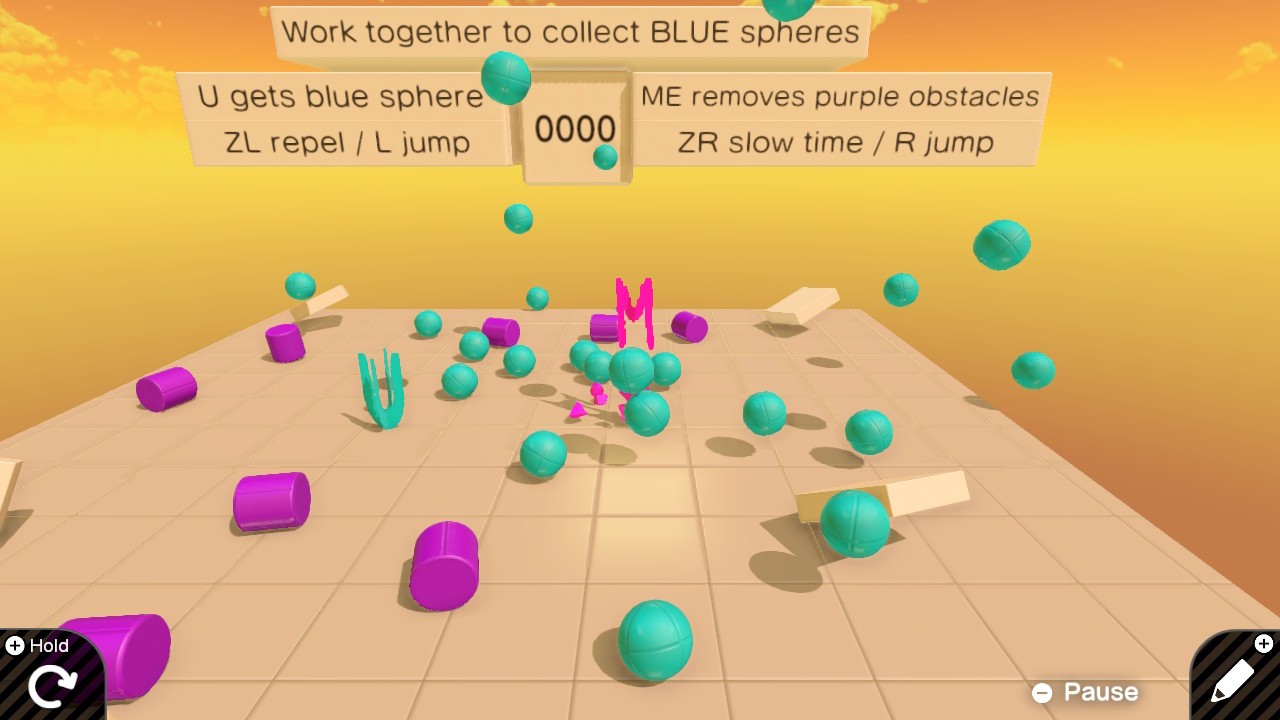 Work together to collect BLUE spheres
U gets blue sphere
ZL repel / L jump
0000
ME removes purple obstacles
ZR slow time / R jump
U
M
+ Hold
- Pause
+